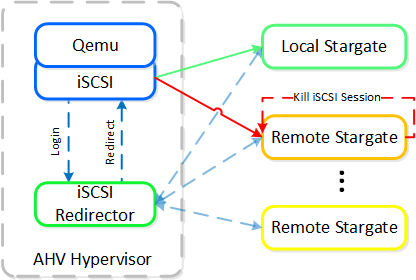 Qemu
iSCSI
Login
Redirect
iSCSI
Redirector
AHV Hypervisor
Local Stargate
Kill iSCSI Session
Remote Stargate
Remote Stargate